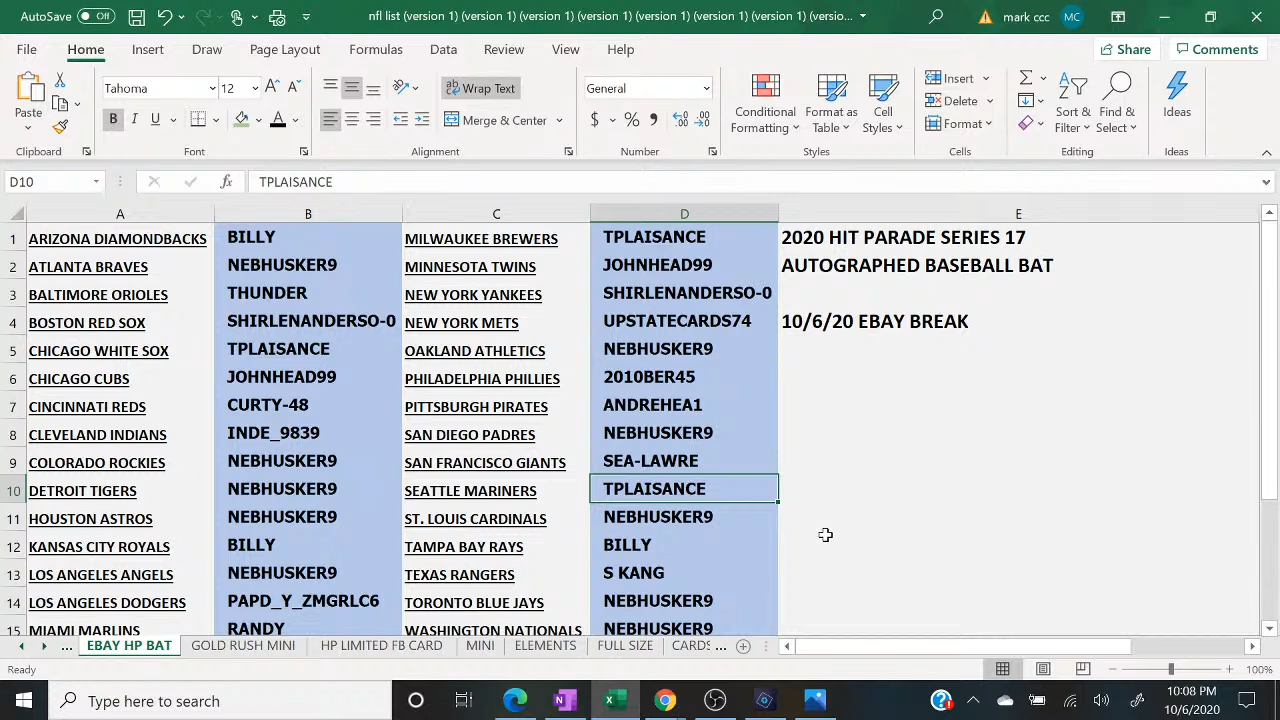 AutoSave Off nfl list (version 1) (version 1) (version 1) (version 1) (version 1) (version 1) (versio... mark ccc MC
File Home Insert Draw Page Layout Formulas Data Review View Help Share Comments
Paste Tahoma 12 Wrap Text General Conditional Formatting Format as Table Cell Styles Insert Sort & Filter Find & Select Ideas
B I U A Merge & Center $ % Delete Format
Clipboard Font Alignment Number Styles Cells Editing Ideas
D10 fx TPLAISANCE
A B C D E
1 ARIZONA DIAMONDBACKS BILLY MILWAUKEE BREWERS TPLAISANCE 2020 HIT PARADE SERIES 17
2 ATLANTA BRAVES NEBHUSKER9 MINNESOTA TWINS JOHNHEAD99 AUTOGRAPHED BASEBALL BAT
3 BALTIMORE ORIOLES THUNDER NEW YORK YANKEES SHIRLENANDERSO-0
4 BOSTON RED SOX SHIRLENANDERSO-0 NEW YORK METS UPSTATECARDS74 10/6/20 EBAY BREAK
5 CHICAGO WHITE SOX TPLAISANCE OAKLAND ATHLETICS NEBHUSKER9
6 CHICAGO CUBS JOHNHEAD99 PHILADELPHIA PHILLIES 2010BER45
7 CINCINNATI REDS CURTY-48 PITTSBURGH PIRATES ANDREHEA1
8 CLEVELAND INDIANS INDE_9839 SAN DIEGO PADRES NEBHUSKER9
9 COLORADO ROCKIES NEBHUSKER9 SAN FRANCISCO GIANTS SEA-LAWRE
10 DETROIT TIGERS NEBHUSKER9 SEATTLE MARINERS TPLAISANCE
11 HOUSTON ASTROS NEBHUSKER9 ST. LOUIS CARDINALS NEBHUSKER9
12 KANSAS CITY ROYALS BILLY TAMPA BAY RAYS BILLY
13 LOS ANGELES ANGELS NEBHUSKER9 TEXAS RANGERS S KANG
14 LOS ANGELES DODGERS PAPD_Y_ZMGRLC6 TORONTO BLUE JAYS NEBHUSKER9
15 MIAMI MARLINS RANDY WASHINGTON NATIONALS NEBHUSKER9
... EBAY HP BAT GOLD RUSH MINI HP LIMITED FB CARD MINI ELEMENTS FULL SIZE CARDS ...
Ready 100%
Type here to search 10:08 PM
10/6/2020